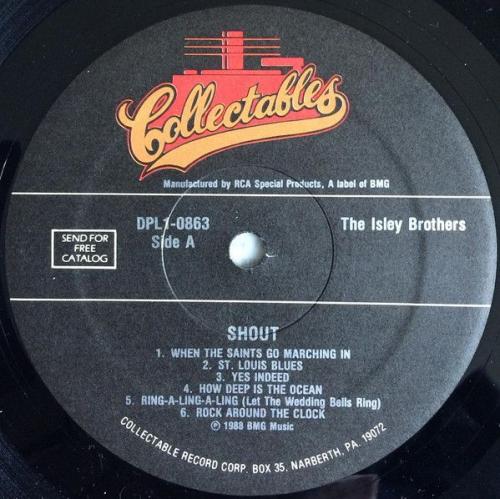 Collectables
Manufactured by RCA Special Products, A label of BMG
DPL1-0863
Side A
The Isley Brothers
SEND FOR
FREE
CATALOG
SHOUT
1. WHEN THE SAINTS GO MARCHING IN
2. ST. LOUIS BLUES
3. YES INDEED
4. HOW DEEP IS THE OCEAN
5. RING-A-LING-A-LING (Let The Wedding Bells Ring)
6. ROCK AROUND THE CLOCK
℗ 1988 BMG Music
COLLECTABLE RECORD CORP. BOX 35, NARBERTH, PA. 19072